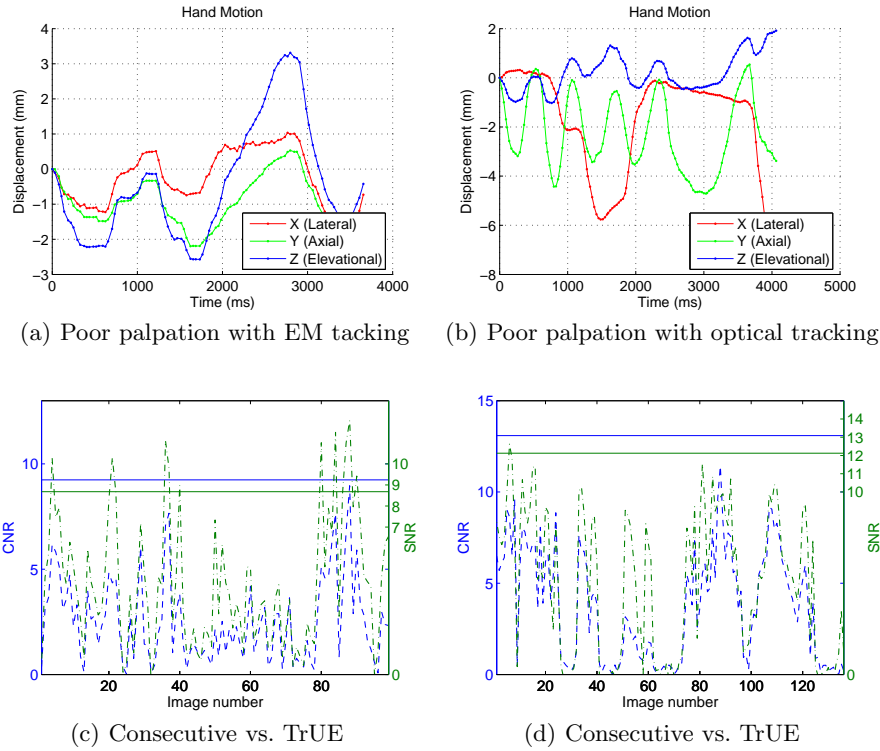 Hand Motion
4
3
2
1
0
−1
−2
−3
Displacement (mm)
X (Lateral)
Y (Axial)
Z (Elevational)
0 1000 2000 3000 4000
Time (ms)
(a) Poor palpation with EM tacking
Hand Motion
2
0
−2
−4
−6
−8
Displacement (mm)
X (Lateral)
Y (Axial)
Z (Elevational)
0 1000 2000 3000 4000 5000
Time (ms)
(b) Poor palpation with optical tracking
10
5
0
CNR
10
9
8
7
0
SNR
20 40 60 80
Image number
(c) Consecutive vs. TrUE
15
10
5
0
CNR
14
13
12
11
10
0
SNR
20 40 60 80 100 120
Image number
(d) Consecutive vs. TrUE